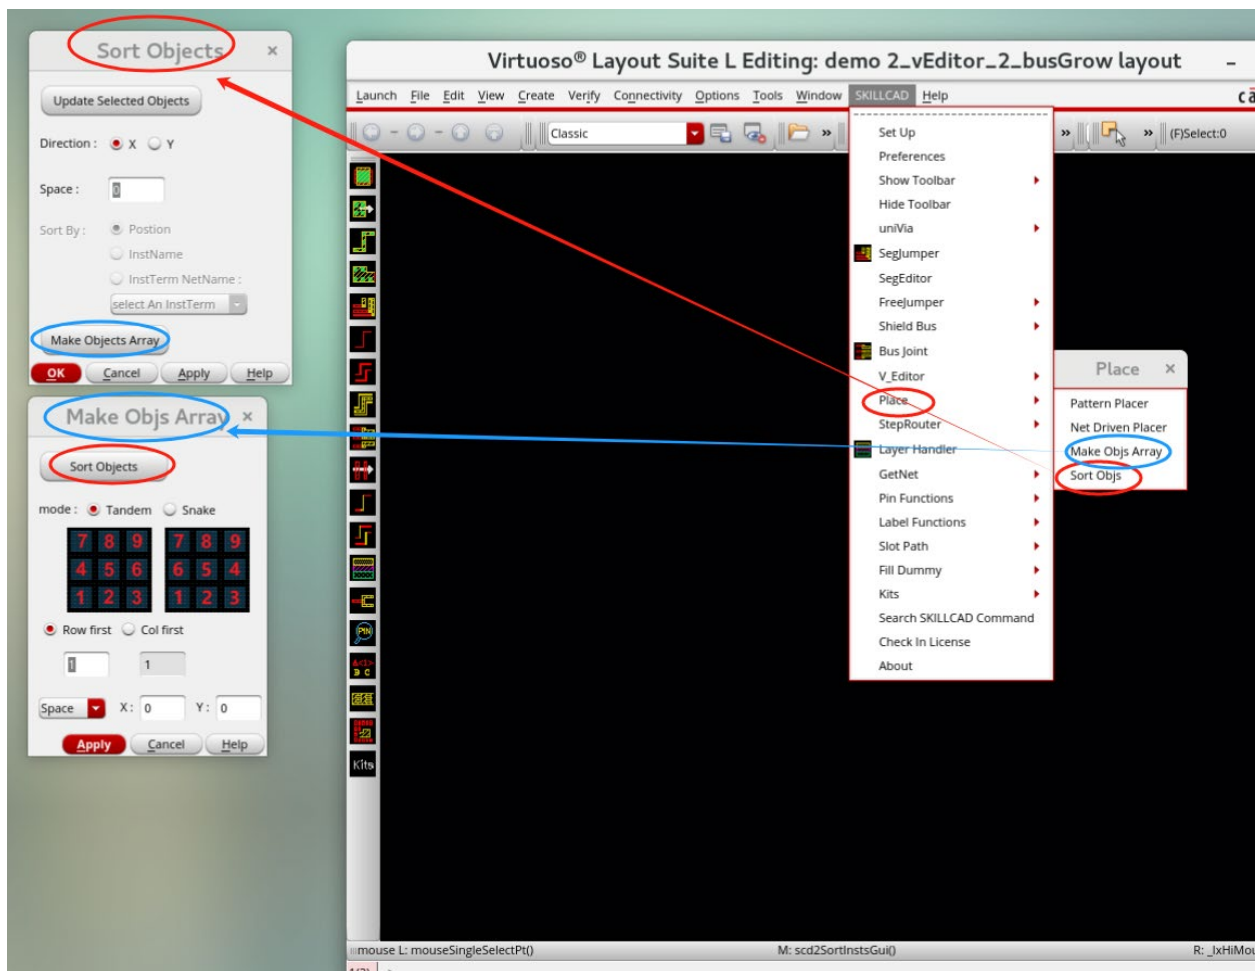 Sort Objects ×
Update Selected Objects
Direction : X Y
Space : 0
Sort By : Postion
InstName
InstTerm NetName :
select An InstTerm
Make Objects Array
OK Cancel Apply Help
Make Objs Array ×
Sort Objects
mode : Tandem Snake
7 8 9 7 8 9
4 5 6 6 5 4
1 2 3 1 2 3
Row first Col first
1 1
Space X : 0 Y : 0
Apply Cancel Help
Virtuoso® Layout Suite L Editing: demo 2_vEditor_2_busGrow layout –
Launch File Edit View Create Verify Connectivity Options Tools Window SKILLCAD Help
Classic » » » (F)Select:0
Set Up
Preferences
Show Toolbar
Hide Toolbar
uniVia
SegJumper
SegEditor
FreeJumper
Shield Bus
Bus Joint
V_Editor
Place
StepRouter
Layer Handler
GetNet
Pin Functions
Label Functions
Slot Path
Fill Dummy
Kits
Search SKILLCAD Command
Check In License
About
Place ×
Pattern Placer
Net Driven Placer
Make Objs Array
Sort Objs
PIN
Kits
mouse L: mouseSingleSelectPt() M: scd2SortInstsGui() R: _lxHiMou